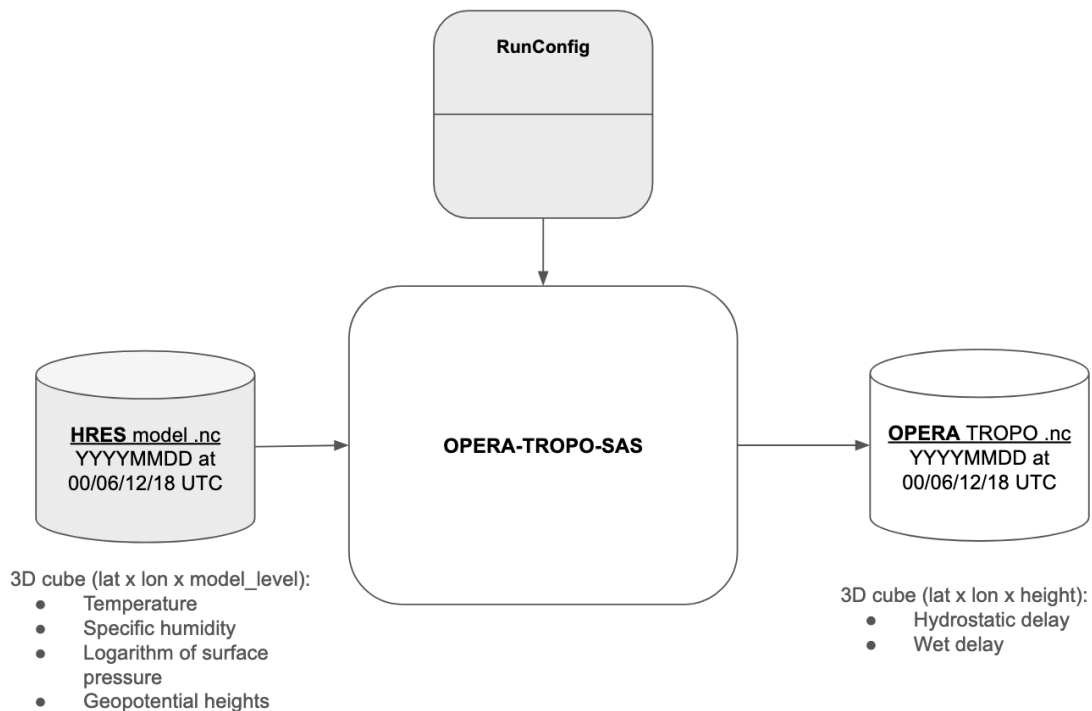 RunConfig
HRES model .nc
YYYYMMDD at
00/06/12/18 UTC
OPERA-TROPO-SAS
OPERA TROPO .nc
YYYYMMDD at
00/06/12/18 UTC
3D cube (lat x lon x model_level):
● Temperature
● Specific humidity
● Logarithm of surface
pressure
● Geopotential heights
3D cube (lat x lon x height):
● Hydrostatic delay
● Wet delay